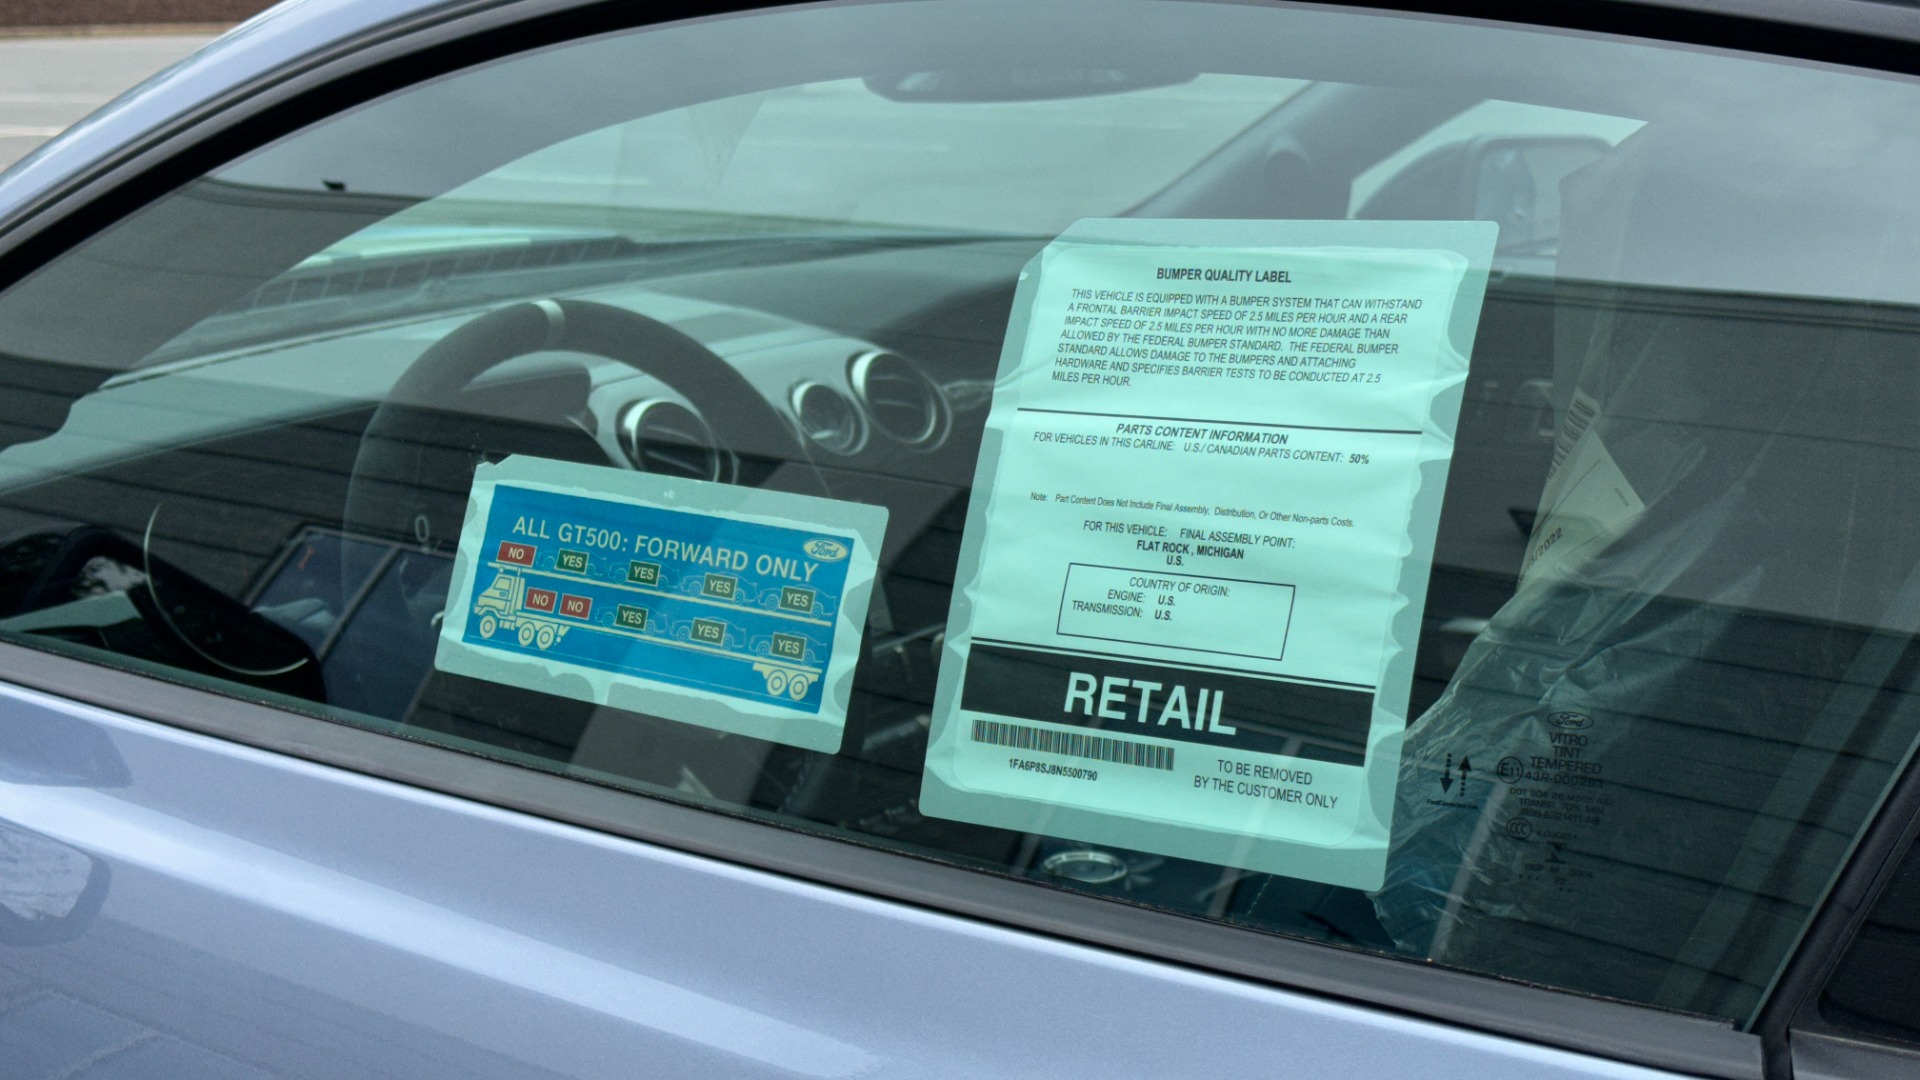 ALL GT500: FORWARD ONLY
Ford
NO YES YES YES YES
NO NO YES YES YES
BUMPER QUALITY LABEL
THIS VEHICLE IS EQUIPPED WITH A BUMPER SYSTEM THAT CAN WITHSTAND
A FRONTAL BARRIER IMPACT SPEED OF 2.5 MILES PER HOUR AND A REAR
IMPACT SPEED OF 2.5 MILES PER HOUR WITH NO MORE DAMAGE THAN
ALLOWED BY THE FEDERAL BUMPER STANDARD. THE FEDERAL BUMPER
STANDARD ALLOWS DAMAGE TO THE BUMPERS AND ATTACHING
HARDWARE AND SPECIFIES BARRIER TESTS TO BE CONDUCTED AT 2.5
MILES PER HOUR.
PARTS CONTENT INFORMATION
FOR VEHICLES IN THIS CARLINE: U.S./ CANADIAN PARTS CONTENT: 50%
Note: Part Content Does Not Include Final Assembly, Distribution, Or Other Non-parts Costs.
FOR THIS VEHICLE: FINAL ASSEMBLY POINT:
FLAT ROCK , MICHIGAN
U.S.
COUNTRY OF ORIGIN:
ENGINE: U.S.
TRANSMISSION: U.S.
RETAIL
1FA6P8SJ8N5500790
TO BE REMOVED
BY THE CUSTOMER ONLY
/2022
Ford
VITRO
TINT
TEMPERED
E11 43R-